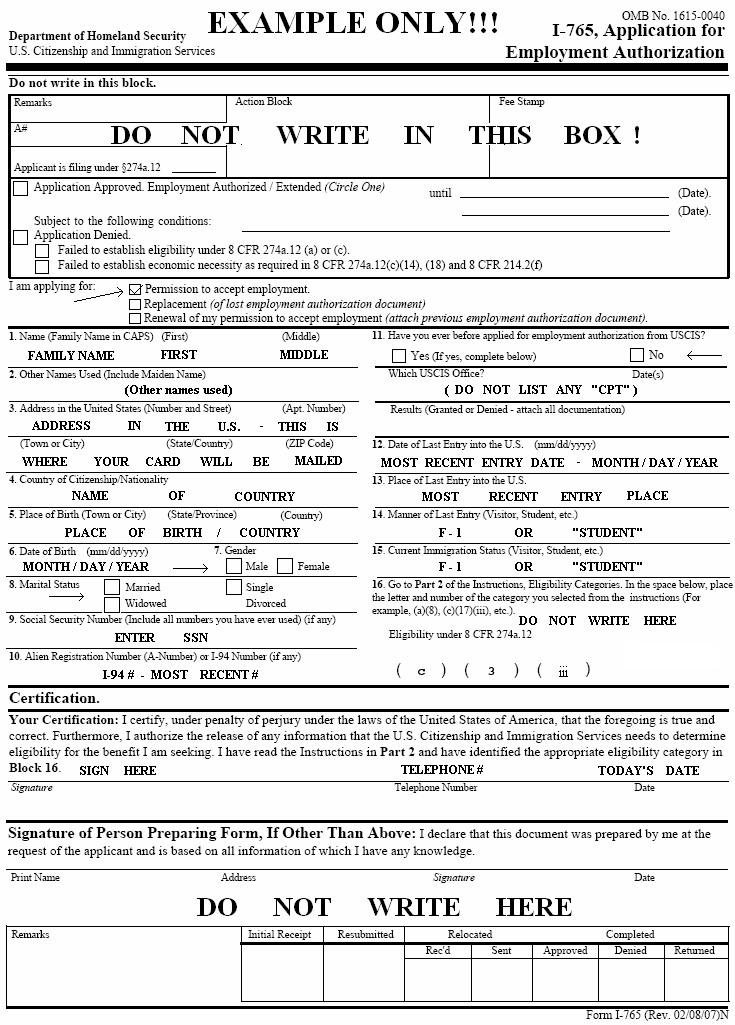 EXAMPLE ONLY!!!
OMB No. 1615-0040
Department of Homeland Security
U.S. Citizenship and Immigration Services
I-765, Application for
Employment Authorization
Do not write in this block.
Remarks Action Block Fee Stamp
A#
DO NOT WRITE IN THIS BOX !
Applicant is filing under §274a.12
Application Approved. Employment Authorized / Extended (Circle One) until (Date).
(Date).
Subject to the following conditions:
Application Denied.
Failed to establish eligibility under 8 CFR 274a.12 (a) or (c).
Failed to establish economic necessity as required in 8 CFR 274a.12(c)(14), (18) and 8 CFR 214.2(f)
I am applying for: Permission to accept employment.
Replacement (of lost employment authorization document)
Renewal of my permission to accept employment (attach previous employment authorization document).
1. Name (Family Name in CAPS) (First) (Middle)
FAMILY NAME FIRST MIDDLE
2. Other Names Used (Include Maiden Name)
(Other names used)
3. Address in the United States (Number and Street) (Apt. Number)
ADDRESS IN THE U.S. - THIS IS
(Town or City) (State/Country) (ZIP Code)
WHERE YOUR CARD WILL BE MAILED
4. Country of Citizenship/Nationality
NAME OF COUNTRY
5. Place of Birth (Town or City) (State/Province) (Country)
PLACE OF BIRTH / COUNTRY
6. Date of Birth (mm/dd/yyyy) 7. Gender
MONTH / DAY / YEAR Male Female
8. Marital Status Married Single
Widowed Divorced
9. Social Security Number (Include all numbers you have ever used) (if any)
ENTER SSN
10. Alien Registration Number (A-Number) or I-94 Number (if any)
I-94 # - MOST RECENT #
11. Have you ever before applied for employment authorization from USCIS?
Yes (If yes, complete below) No
Which USCIS Office? Date(s)
( DO NOT LIST ANY "CPT" )
Results (Granted or Denied - attach all documentation)
12. Date of Last Entry into the U.S. (mm/dd/yyyy)
MOST RECENT ENTRY DATE - MONTH / DAY / YEAR
13. Place of Last Entry into the U.S.
MOST RECENT ENTRY PLACE
14. Manner of Last Entry (Visitor, Student, etc.)
F - 1 OR "STUDENT"
15. Current Immigration Status (Visitor, Student, etc.)
F - 1 OR "STUDENT"
16. Go to Part 2 of the Instructions, Eligibility Categories. In the space below, place
the letter and number of the category you selected from the instructions (For
example, (a)(8), (c)(17)(iii), etc.).
DO NOT WRITE HERE
Eligibility under 8 CFR 274a.12
( c ) ( 3 ) ( iii )
Certification.
Your Certification: I certify, under penalty of perjury under the laws of the United States of America, that the foregoing is true and
correct. Furthermore, I authorize the release of any information that the U.S. Citizenship and Immigration Services needs to determine
eligibility for the benefit I am seeking. I have read the Instructions in Part 2 and have identified the appropriate eligibility category in
Block 16. SIGN HERE TELEPHONE # TODAY'S DATE
Signature Telephone Number Date
Signature of Person Preparing Form, If Other Than Above: I declare that this document was prepared by me at the
request of the applicant and is based on all information of which I have any knowledge.
Print Name Address Signature Date
DO NOT WRITE HERE
Remarks Initial Receipt Resubmitted Relocated Completed
Rec'd Sent Approved Denied Returned
Form I-765 (Rev. 02/08/07)N